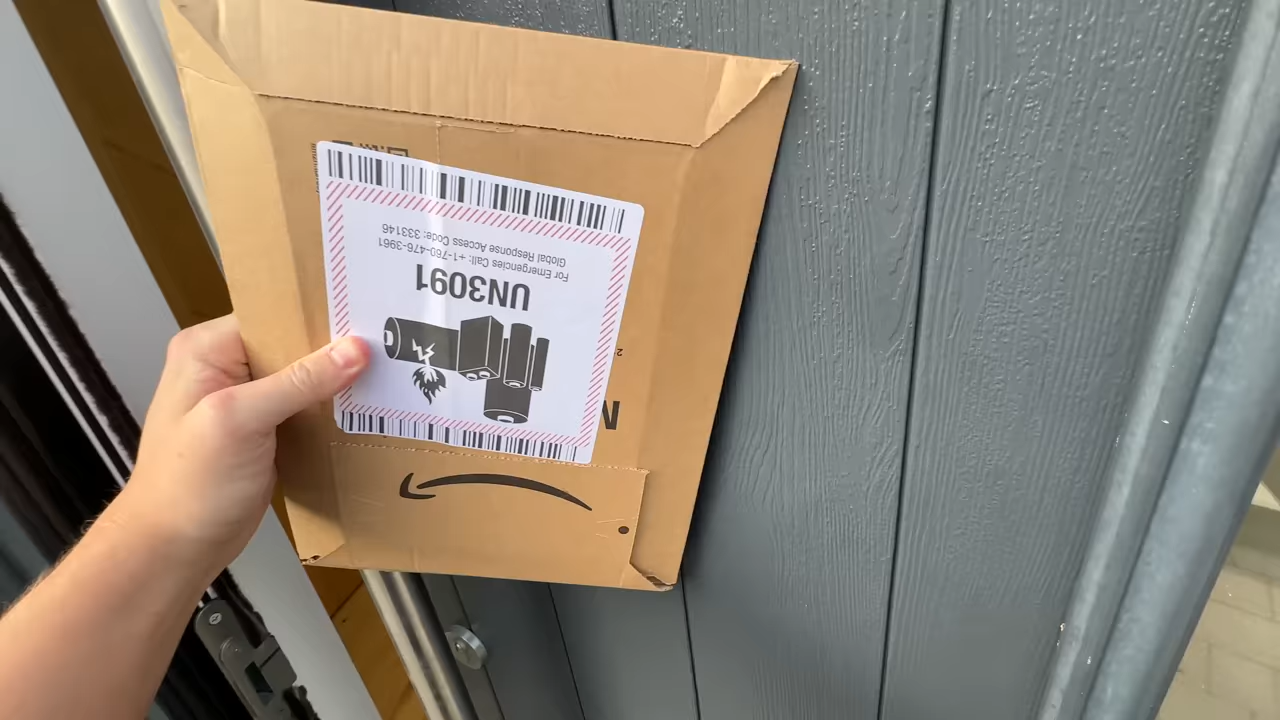 For Emergencies Call: +1-760-476-3961
Global Response Access Code: 333146
UN3091